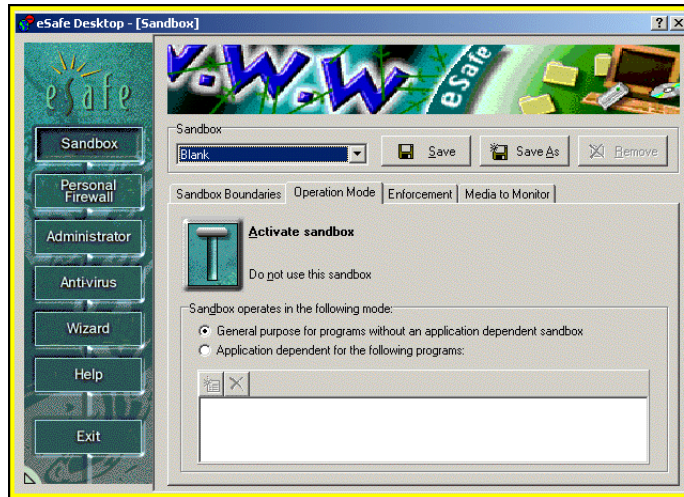 eSafe Desktop - [Sandbox]
eSafe
Sandbox
Personal
Firewall
Administrator
Anti-virus
Wizard
Help
Exit
W.W.W
eSafe
Sandbox
Blank
Save
Save As
Remove
Sandbox Boundaries
Operation Mode
Enforcement
Media to Monitor
Activate sandbox
Do not use this sandbox
Sandbox operates in the following mode:
General purpose for programs without an application dependent sandbox
Application dependent for the following programs: